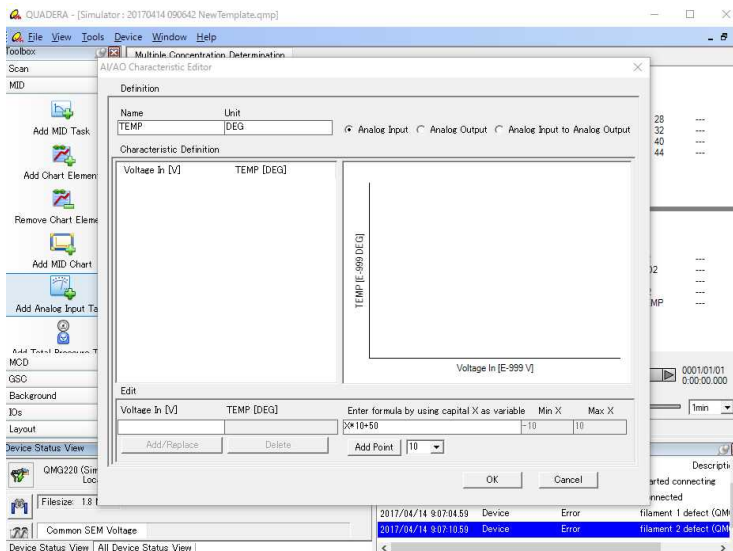 QUADERA - [Simulator : 20170414 090642 NewTemplate.qmp]
File View Tools Device Window Help
Toolbox
Multiple Concentration Determination
Scan
MID
Add MID Task
Add Chart Elemen
Remove Chart Eleme
Add MID Chart
Add Analog Input Ta
Add Total Pressure T
MCD
GSC
Background
IOs
Layout
AI/AO Characteristic Editor
Definition
Name Unit
TEMP DEG
Analog Input Analog Output Analog Input to Analog Output
Characteristic Definition
Voltage In [V] TEMP [DEG]
TEMP [E-999 DEG]
Voltage In [E-999 V]
Edit
Voltage In [V] TEMP [DEG] Enter formula by using capital X as variable Min X Max X
X*10+50 -10 10
Add/Replace Delete Add Point 10
OK Cancel
28 ---
32 ---
40 ---
44 ---
---
02 ---
---
---
MP ---
0001/01/01
0:00:00.000
1min
Device Status View
QMG220 (Sim
Loc
Filesize: 1.8
Common SEM Voltage
Device Status View All Device Status View
Descripti
arted connecting
nnected
2017/04/14 9:07:04.59 Device Error filament 1 defect (QM
2017/04/14 9:07:10.59 Device Error filament 2 defect (QM